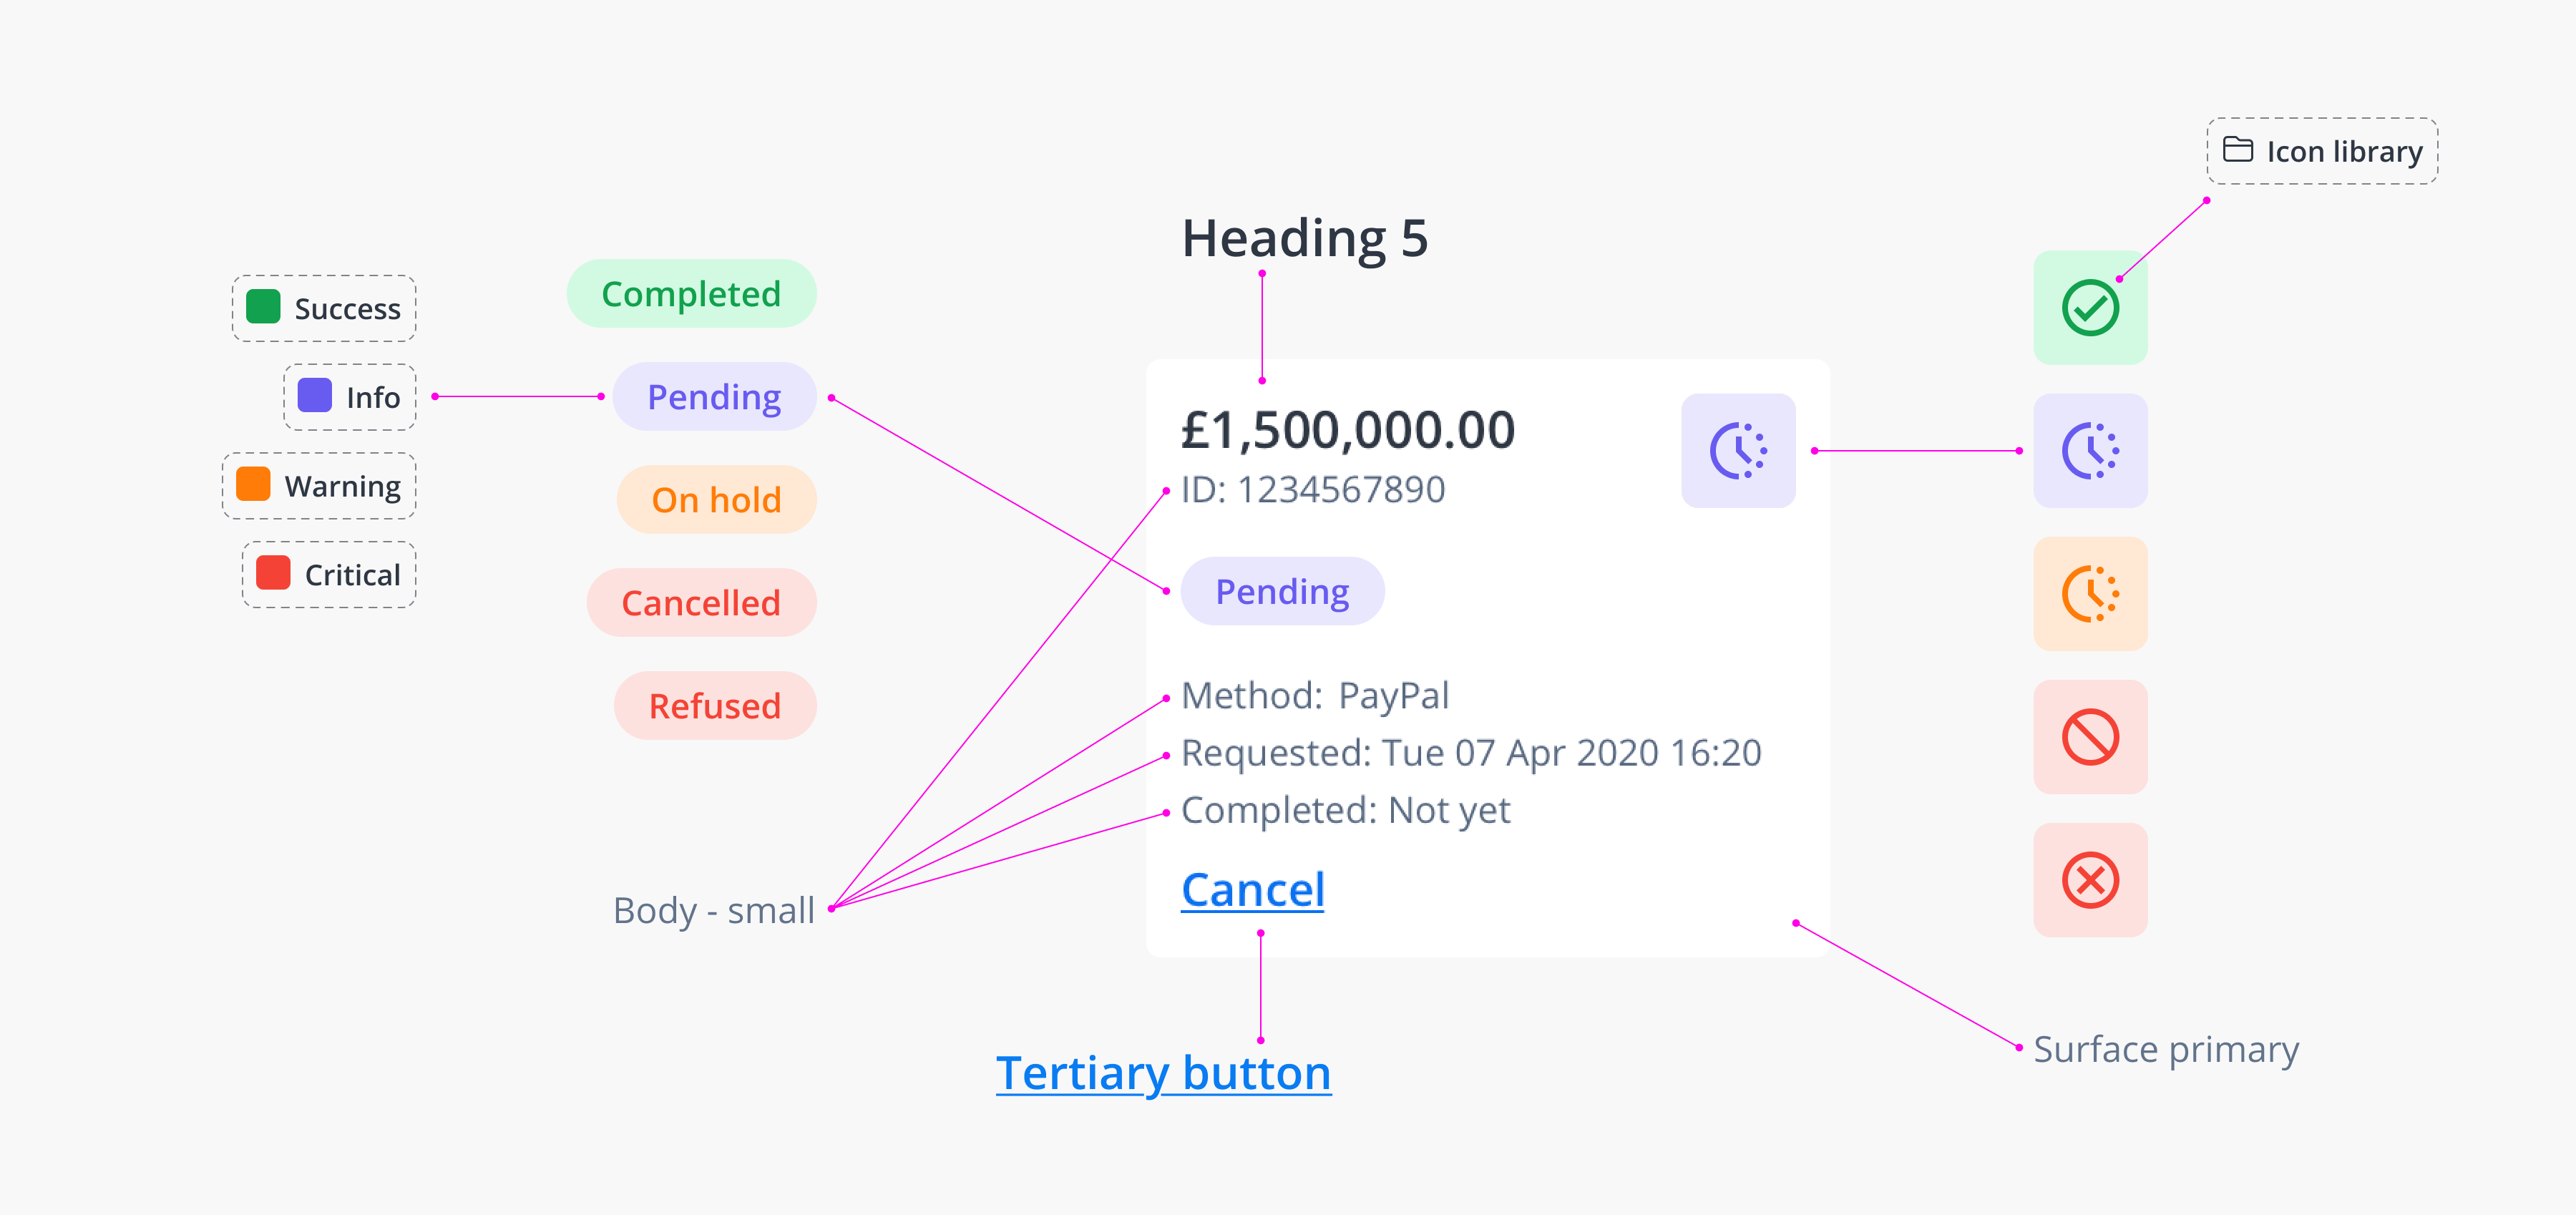 Icon library
Heading 5
Success
Info
Warning
Critical
Completed
Pending
On hold
Cancelled
Refused
£1,500,000.00
ID: 1234567890
Pending
Method: PayPal
Requested: Tue 07 Apr 2020 16:20
Completed: Not yet
Cancel
Body - small
Tertiary button
Surface primary